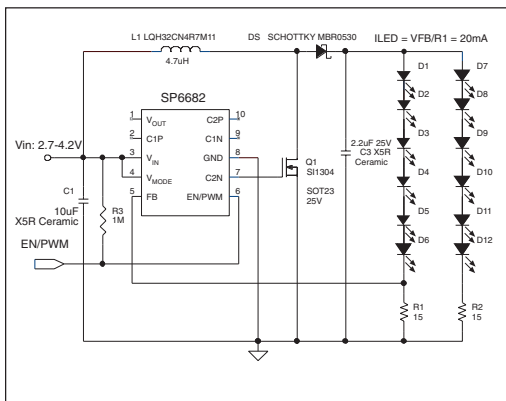 L1 LQH32CN4R7M11
4.7uH
DS SCHOTTKY MBR0530
ILED = VFB/R1 = 20mA
SP6682
1 VOUT C2P 10
2 C1P C1N 9
3 VIN GND 8
4 VMODE C2N 7
5 FB EN/PWM 6
Vin: 2.7-4.2V
C1
10uF
X5R Ceramic
R3
1M
EN/PWM
Q1
SI1304
SOT23
25V
2.2uF 25V
C3 X5R
Ceramic
D1
D2
D3
D4
D5
D6
D7
D8
D9
D10
D11
D12
R1
15
R2
15